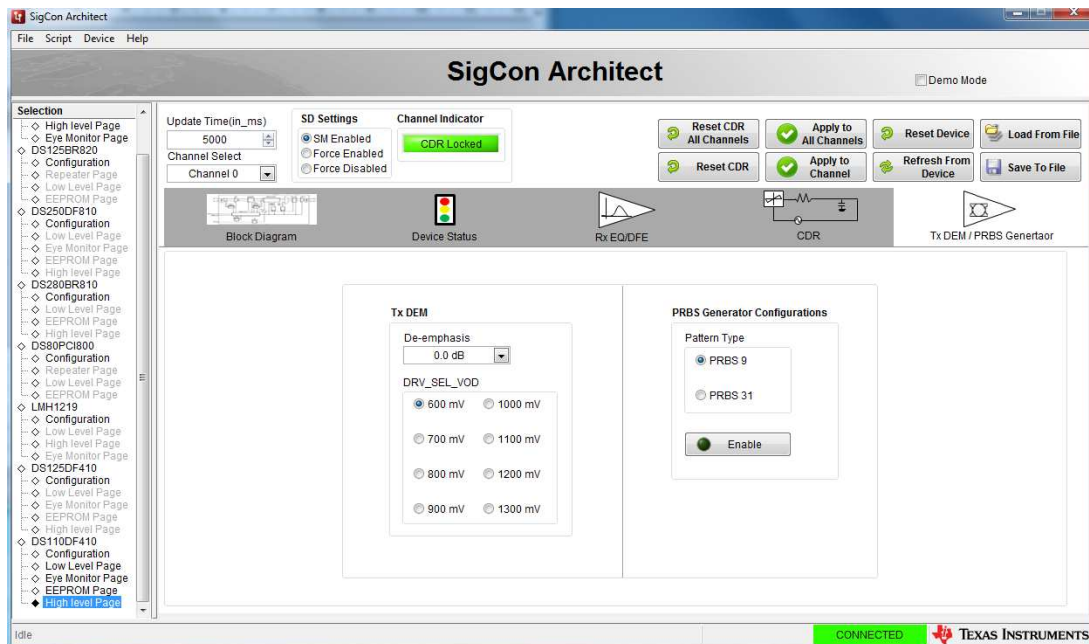 SigCon Architect
File Script Device Help
SigCon Architect
Demo Mode
Selection
High level Page
Eye Monitor Page
DS125BR820
Configuration
Repeater Page
Low Level Page
EEPROM Page
DS250DF810
Configuration
Low Level Page
Eye Monitor Page
EEPROM Page
High level Page
DS280BR810
Configuration
Low Level Page
EEPROM Page
High level Page
DS80PCI800
Configuration
Repeater Page
Low Level Page
EEPROM Page
LMH1219
Configuration
Low Level Page
High level Page
Eye Monitor Page
DS125DF410
Configuration
Low Level Page
Eye Monitor Page
EEPROM Page
High level Page
DS110DF410
Configuration
Low Level Page
Eye Monitor Page
EEPROM Page
High level Page
Update Time(in_ms)
5000
Channel Select
Channel 0
SD Settings
SM Enabled
Force Enabled
Force Disabled
Channel Indicator
CDR Locked
Reset CDR
All Channels
Apply to
All Channels
Reset Device
Load From File
Reset CDR
Apply to
Channel
Refresh From
Device
Save To File
Block Diagram
Device Status
Rx EQ/DFE
CDR
Tx DEM / PRBS Genertaor
Tx DEM
De-emphasis
0.0 dB
DRV_SEL_VOD
600 mV 1000 mV
700 mV 1100 mV
800 mV 1200 mV
900 mV 1300 mV
PRBS Generator Configurations
Pattern Type
PRBS 9
PRBS 31
Enable
Idle
CONNECTED
TEXAS INSTRUMENTS